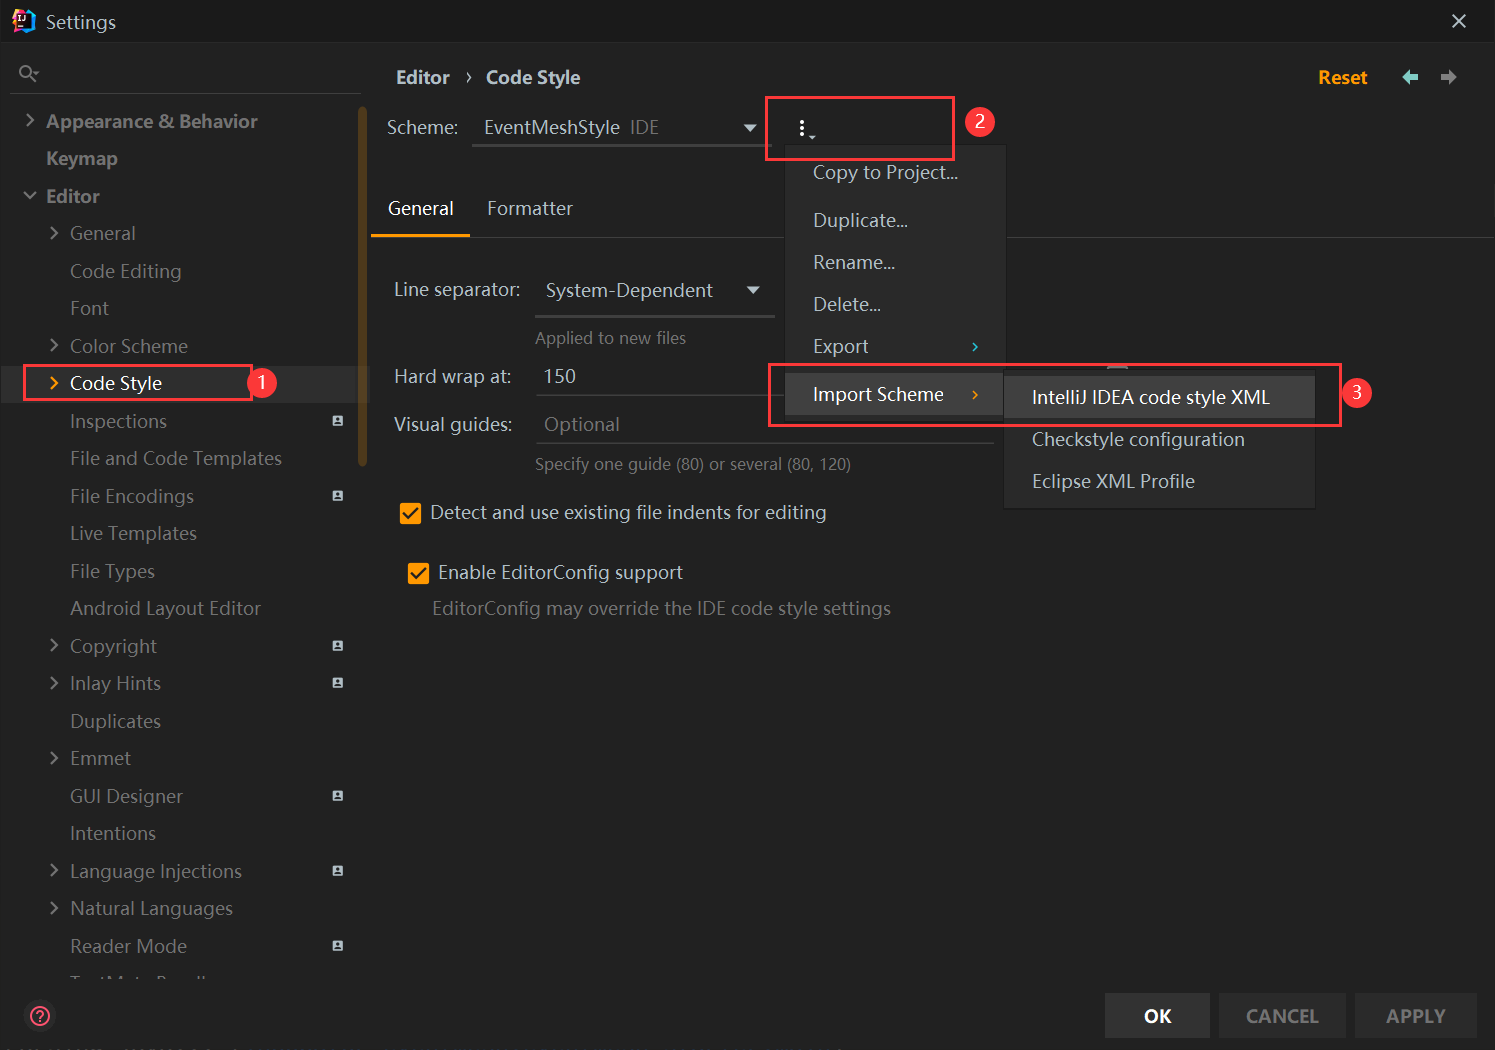 Settings
Editor › Code Style
Reset
Scheme: EventMeshStyle IDE
2
Copy to Project...
Duplicate...
Rename...
Delete...
Export
Import Scheme
IntelliJ IDEA code style XML
3
Checkstyle configuration
Eclipse XML Profile
General Formatter
Line separator: System-Dependent
Applied to new files
Hard wrap at: 150
Visual guides: Optional
Specify one guide (80) or several (80, 120)
Detect and use existing file indents for editing
Enable EditorConfig support
EditorConfig may override the IDE code style settings
Appearance & Behavior
Keymap
Editor
General
Code Editing
Font
Color Scheme
Code Style
1
Inspections
File and Code Templates
File Encodings
Live Templates
File Types
Android Layout Editor
Copyright
Inlay Hints
Duplicates
Emmet
GUI Designer
Intentions
Language Injections
Natural Languages
Reader Mode
?
OK
CANCEL
APPLY